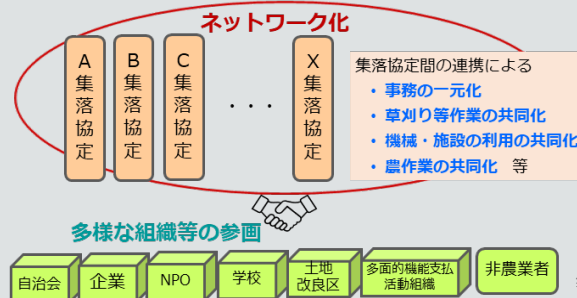 ネットワーク化
A集落協定
B集落協定
C集落協定
・・・
X集落協定
集落協定間の連携による
・事務の一元化
・草刈り等作業の共同化
・機械・施設の利用の共同化
・農作業の共同化 等
多様な組織等の参画
自治会
企業
NPO
学校
土地
改良区
多面的機能支払
活動組織
非農業者